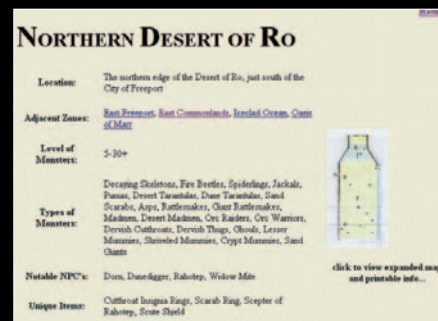 NORTHERN DESERT OF RO
Location: The northern edge of the Desert of Ro, just south of the
City of Freeport
Adjacent Zones: East Freeport, East Commonlands, Iceclad Ocean, Oasis
of Marr
Level of
Monsters: 5-30+
Types of
Monsters: Decaying Skeletons, Fire Beetles, Spiderlings, Jackals,
Pumas, Desert Tarantulas, Dune Tarantulas, Sand
Scarabs, Asps, Rattlesnakes, Giant Rattlesnakes,
Madmen, Desert Madmen, Orc Raiders, Orc Warriors,
Dervish Cutthroats, Dervish Thugs, Ghouls, Lesser
Mummies, Shriveled Mummies, Crypt Mummies, Sand
Giants
Notable NPC's: Dorn, Dunedigger, Rahotep, Widow Mite
Unique Items: Cutthroat Insignia Rings, Scarab Ring, Scepter of
Rahotep, Scute Shield
click to view expanded map
and printable info...